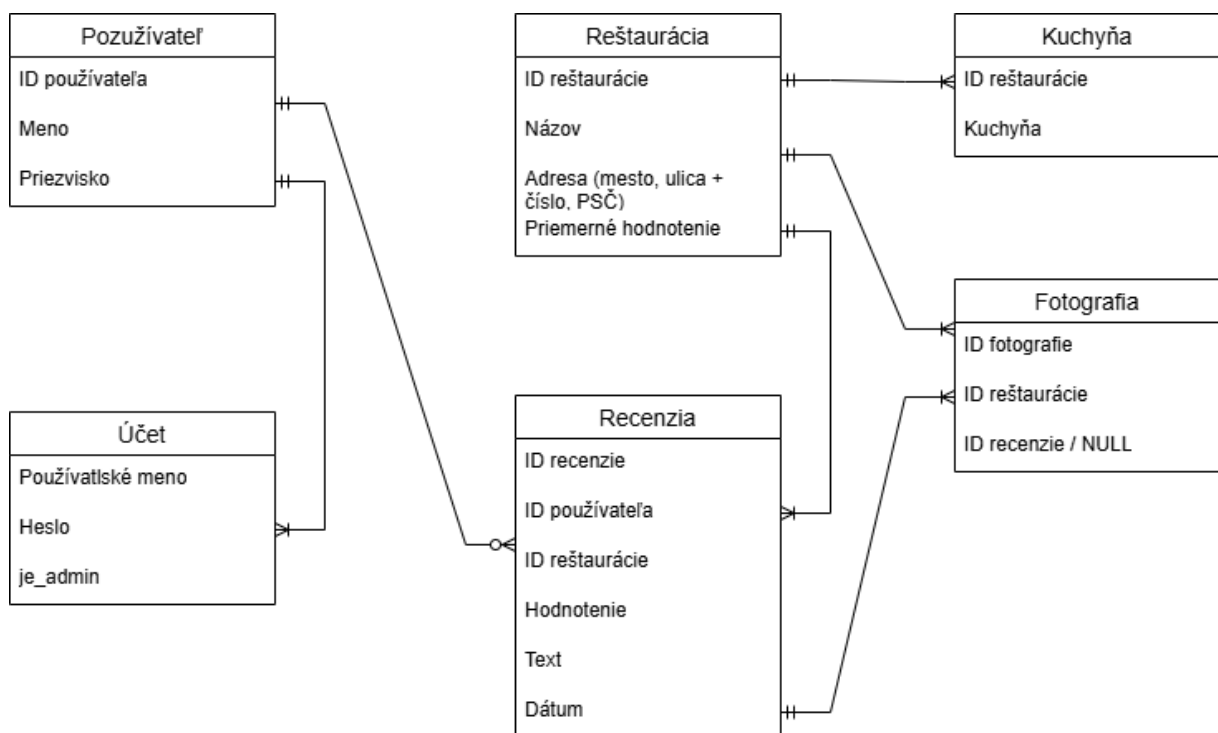 Pozužívateľ
ID používateľa
Meno
Priezvisko
Reštaurácia
ID reštaurácie
Názov
Adresa (mesto, ulica +
číslo, PSČ)
Priemerné hodnotenie
Kuchyňa
ID reštaurácie
Kuchyňa
Fotografia
ID fotografie
ID reštaurácie
ID recenzie / NULL
Účet
Používatlské meno
Heslo
je_admin
Recenzia
ID recenzie
ID používateľa
ID reštaurácie
Hodnotenie
Text
Dátum